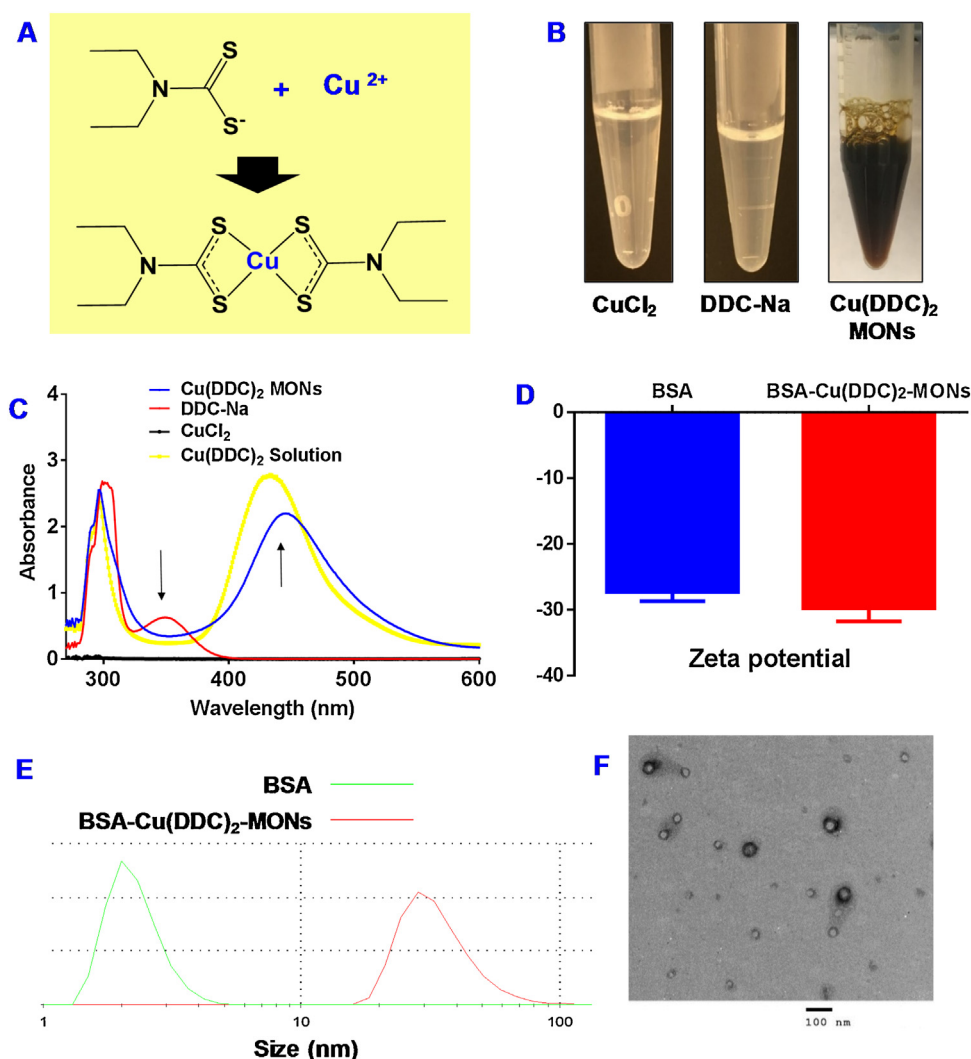 A
S
N
S-
+ Cu 2+
S
S
N
Cu
N
S
S
B
0
CuCl2
DDC-Na
Cu(DDC)2
MONs
C
Cu(DDC)2 MONs
DDC-Na
CuCl2
Cu(DDC)2 Solution
4
3
2
1
0
Absorbance
300
400
500
600
Wavelength (nm)
D
BSA
BSA-Cu(DDC)2-MONs
0
-10
-20
-30
-40
Zeta potential
E
BSA
BSA-Cu(DDC)2-MONs
1
10
100
Size (nm)
F
100 nm